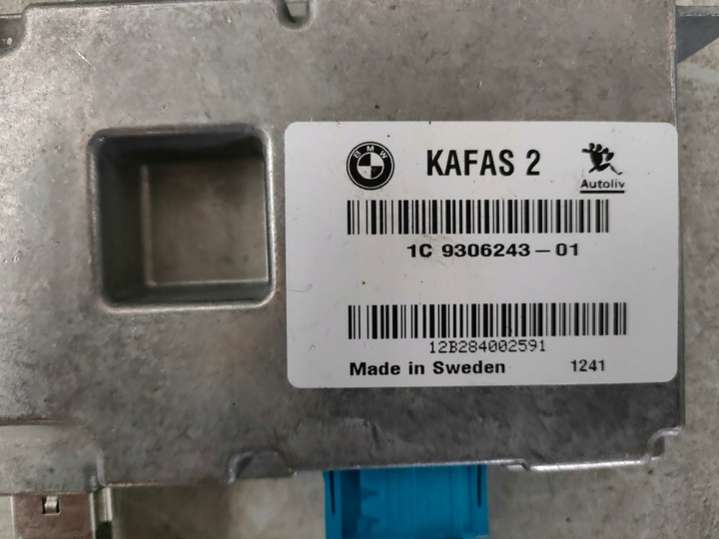 BMW
KAFAS 2
Autoliv
1C 9306243-01
12B284002591
Made in Sweden 1241